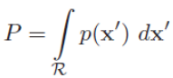 P = ∫_ℛ p(x′) dx′